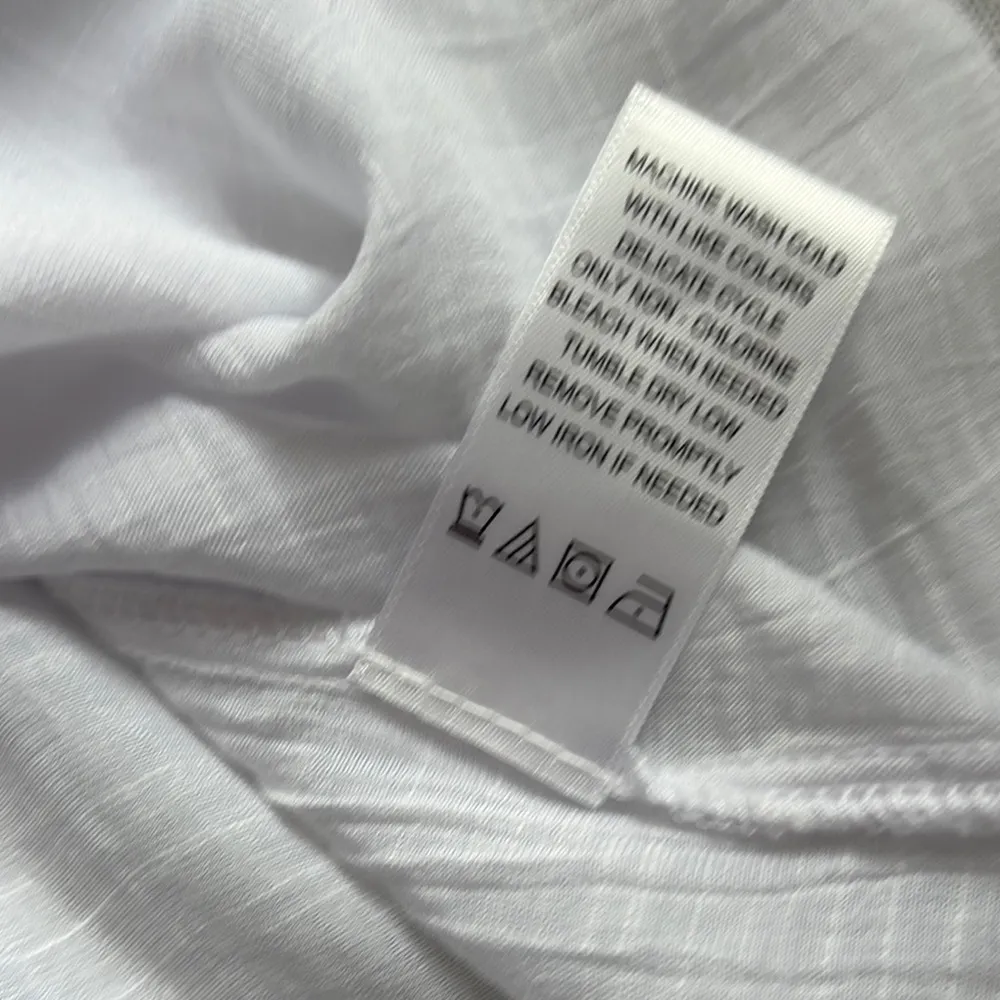 MACHINE WASH COLD
WITH LIKE COLORS
DELICATE CYCLE
ONLY NON - CHLORINE
BLEACH WHEN NEEDED
TUMBLE DRY LOW
REMOVE PROMPTLY
LOW IRON IF NEEDED